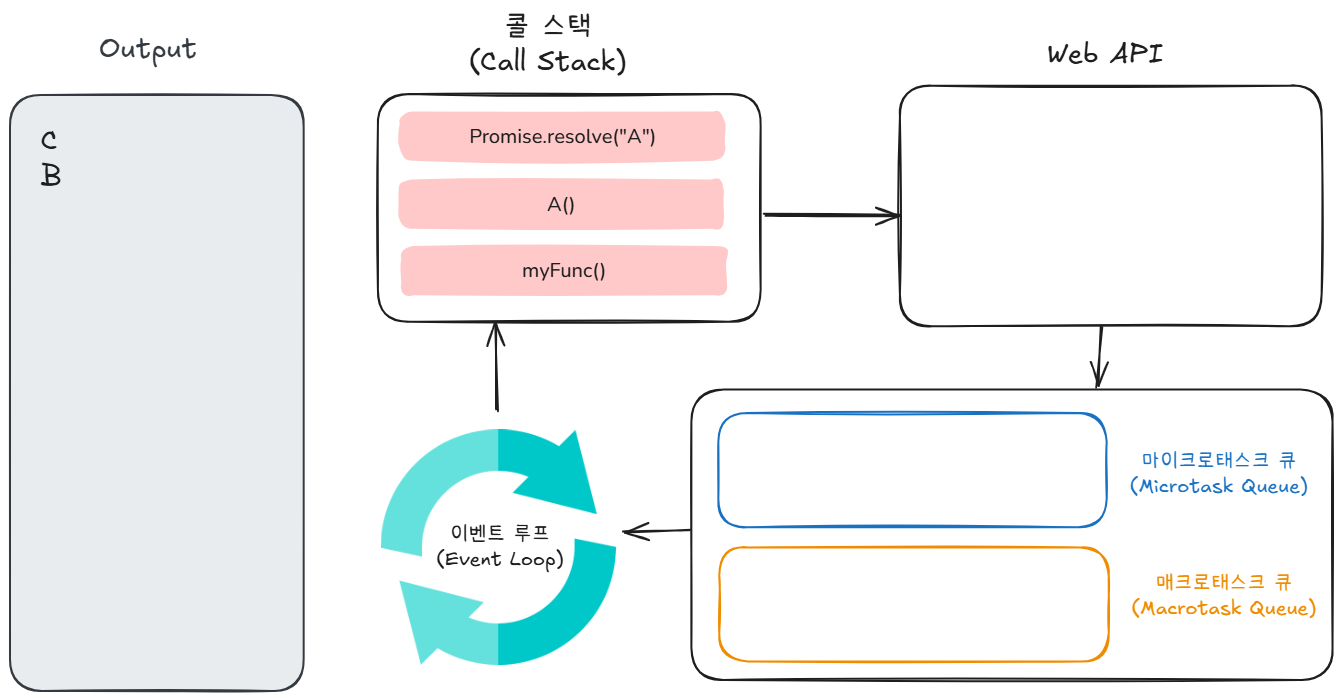 Output
C
B
콜 스택
(Call Stack)
Promise.resolve("A")
A()
myFunc()
Web API
이벤트 루프
(Event Loop)
마이크로태스크 큐
(Microtask Queue)
매크로태스크 큐
(Macrotask Queue)